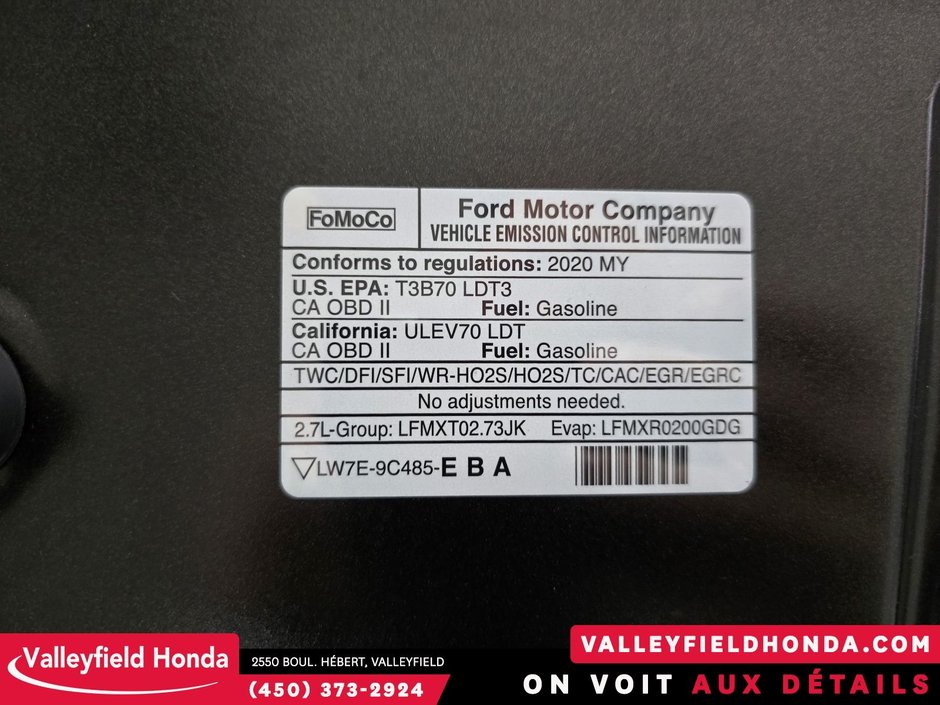 FoMoCo
Ford Motor Company
VEHICLE EMISSION CONTROL INFORMATION
Conforms to regulations: 2020 MY
U.S. EPA: T3B70 LDT3
CA OBD II Fuel: Gasoline
California: ULEV70 LDT
CA OBD II Fuel: Gasoline
TWC/DFI/SFI/WR-HO2S/HO2S/TC/CAC/EGR/EGRC
No adjustments needed.
2.7L-Group: LFMXT02.73JK Evap: LFMXR0200GDG
LW7E-9C485-E B A
Valleyfield Honda
2550 BOUL. HÉBERT, VALLEYFIELD
(450) 373-2924
VALLEYFIELDHONDA.COM
ON VOIT AUX DÉTAILS